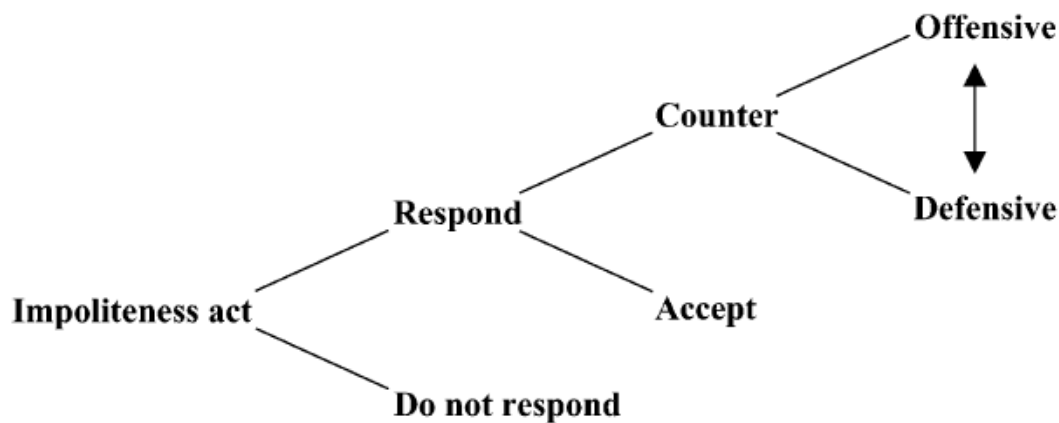 Offensive
Counter
Defensive
Respond
Accept
Impoliteness act
Do not respond